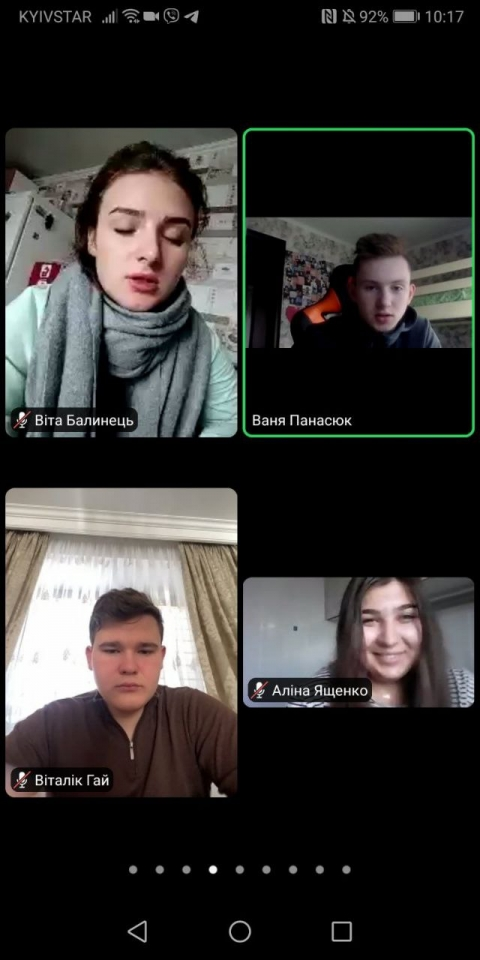 KYIVSTAR 92% 10:17
Віта Балинець
Ваня Панасюк
Віталік Гай
Аліна Ященко